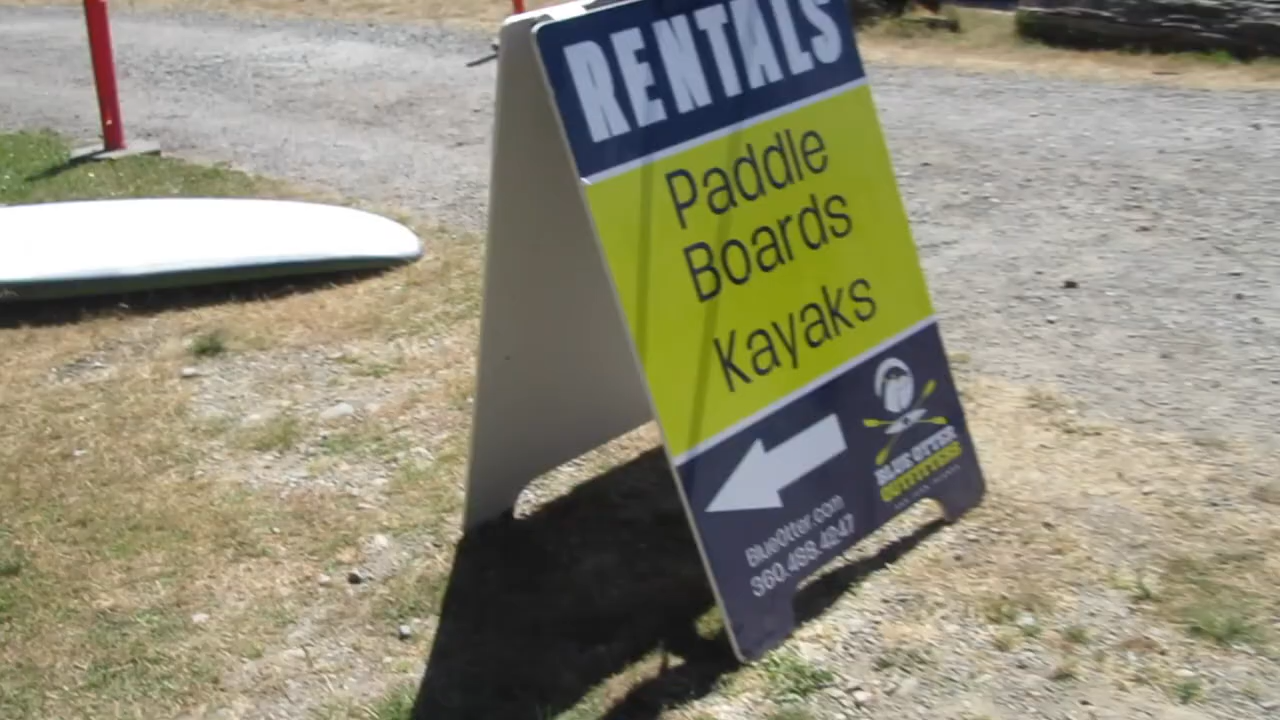 RENTALS
Paddle
Boards
Kayaks
BLUE OTTER
OUTFITTERS
BlueOtter.com
360.488.4247